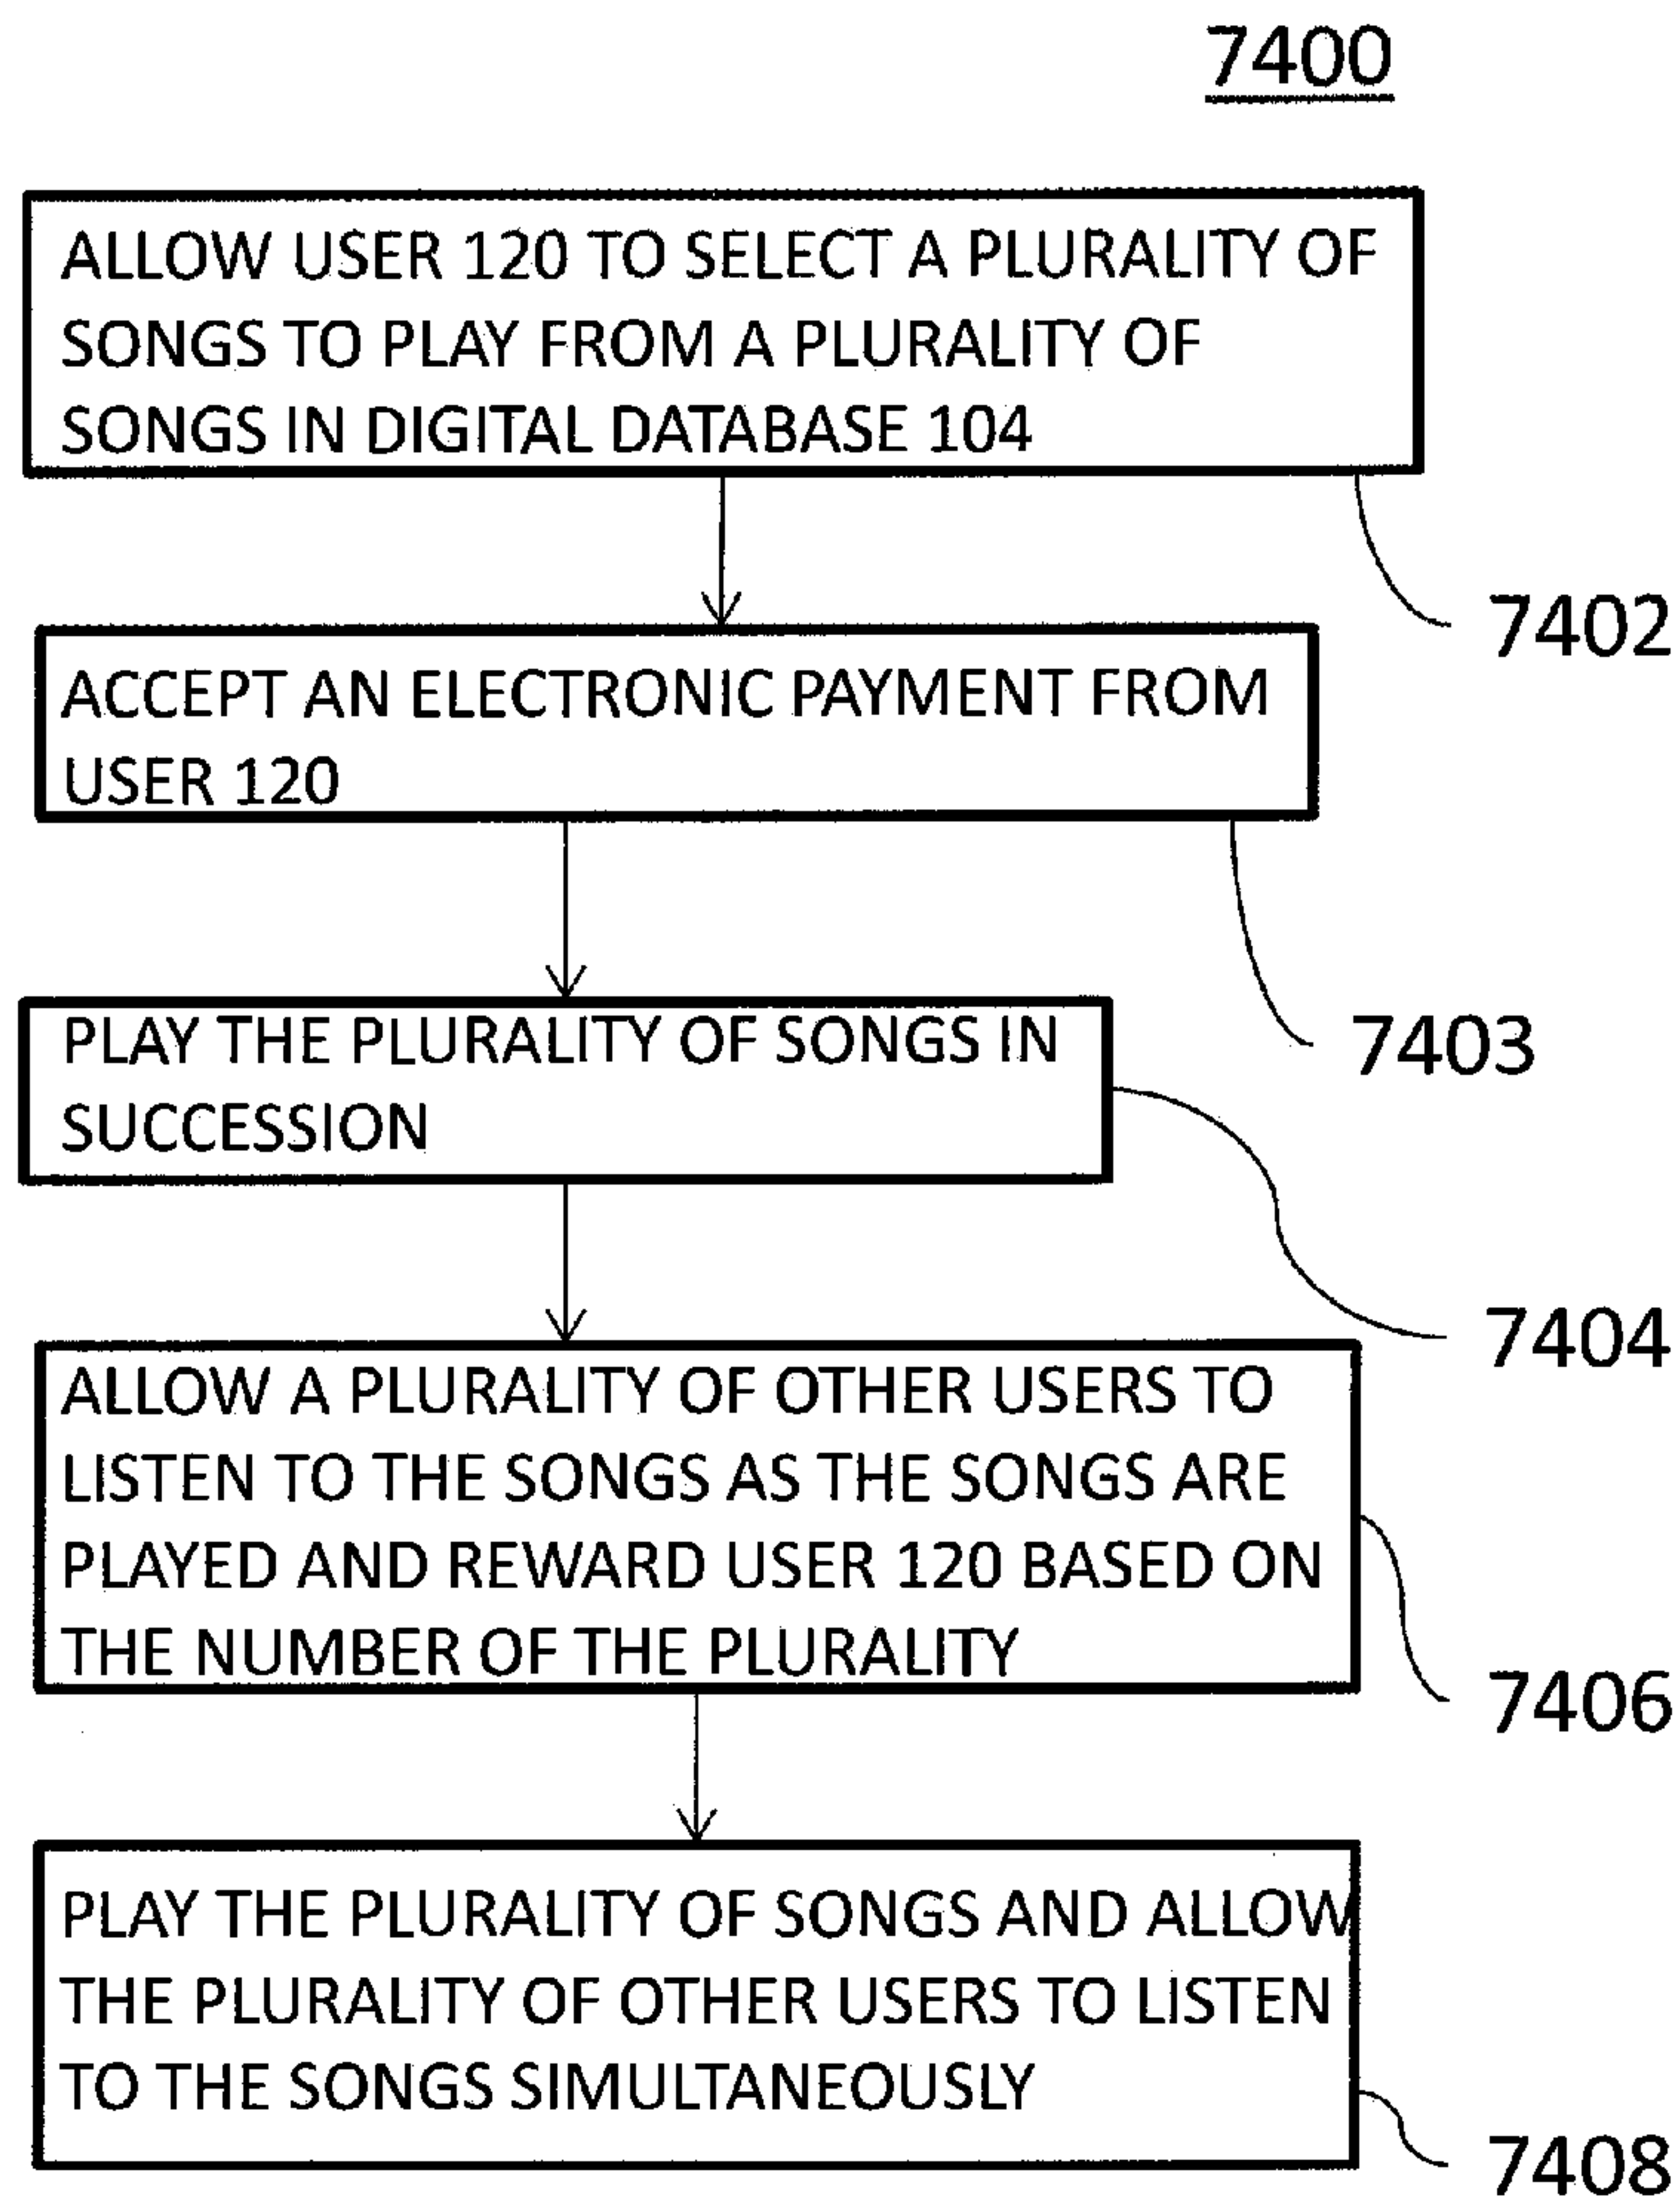 7400
ALLOW USER 120 TO SELECT A PLURALITY OF
SONGS TO PLAY FROM A PLURALITY OF
SONGS IN DIGITAL DATABASE 104
7402
ACCEPT AN ELECTRONIC PAYMENT FROM
USER 120
7403
PLAY THE PLURALITY OF SONGS IN
SUCCESSION
7404
ALLOW A PLURALITY OF OTHER USERS TO
LISTEN TO THE SONGS AS THE SONGS ARE
PLAYED AND REWARD USER 120 BASED ON
THE NUMBER OF THE PLURALITY
7406
PLAY THE PLURALITY OF SONGS AND ALLOW
THE PLURALITY OF OTHER USERS TO LISTEN
TO THE SONGS SIMULTANEOUSLY
7408